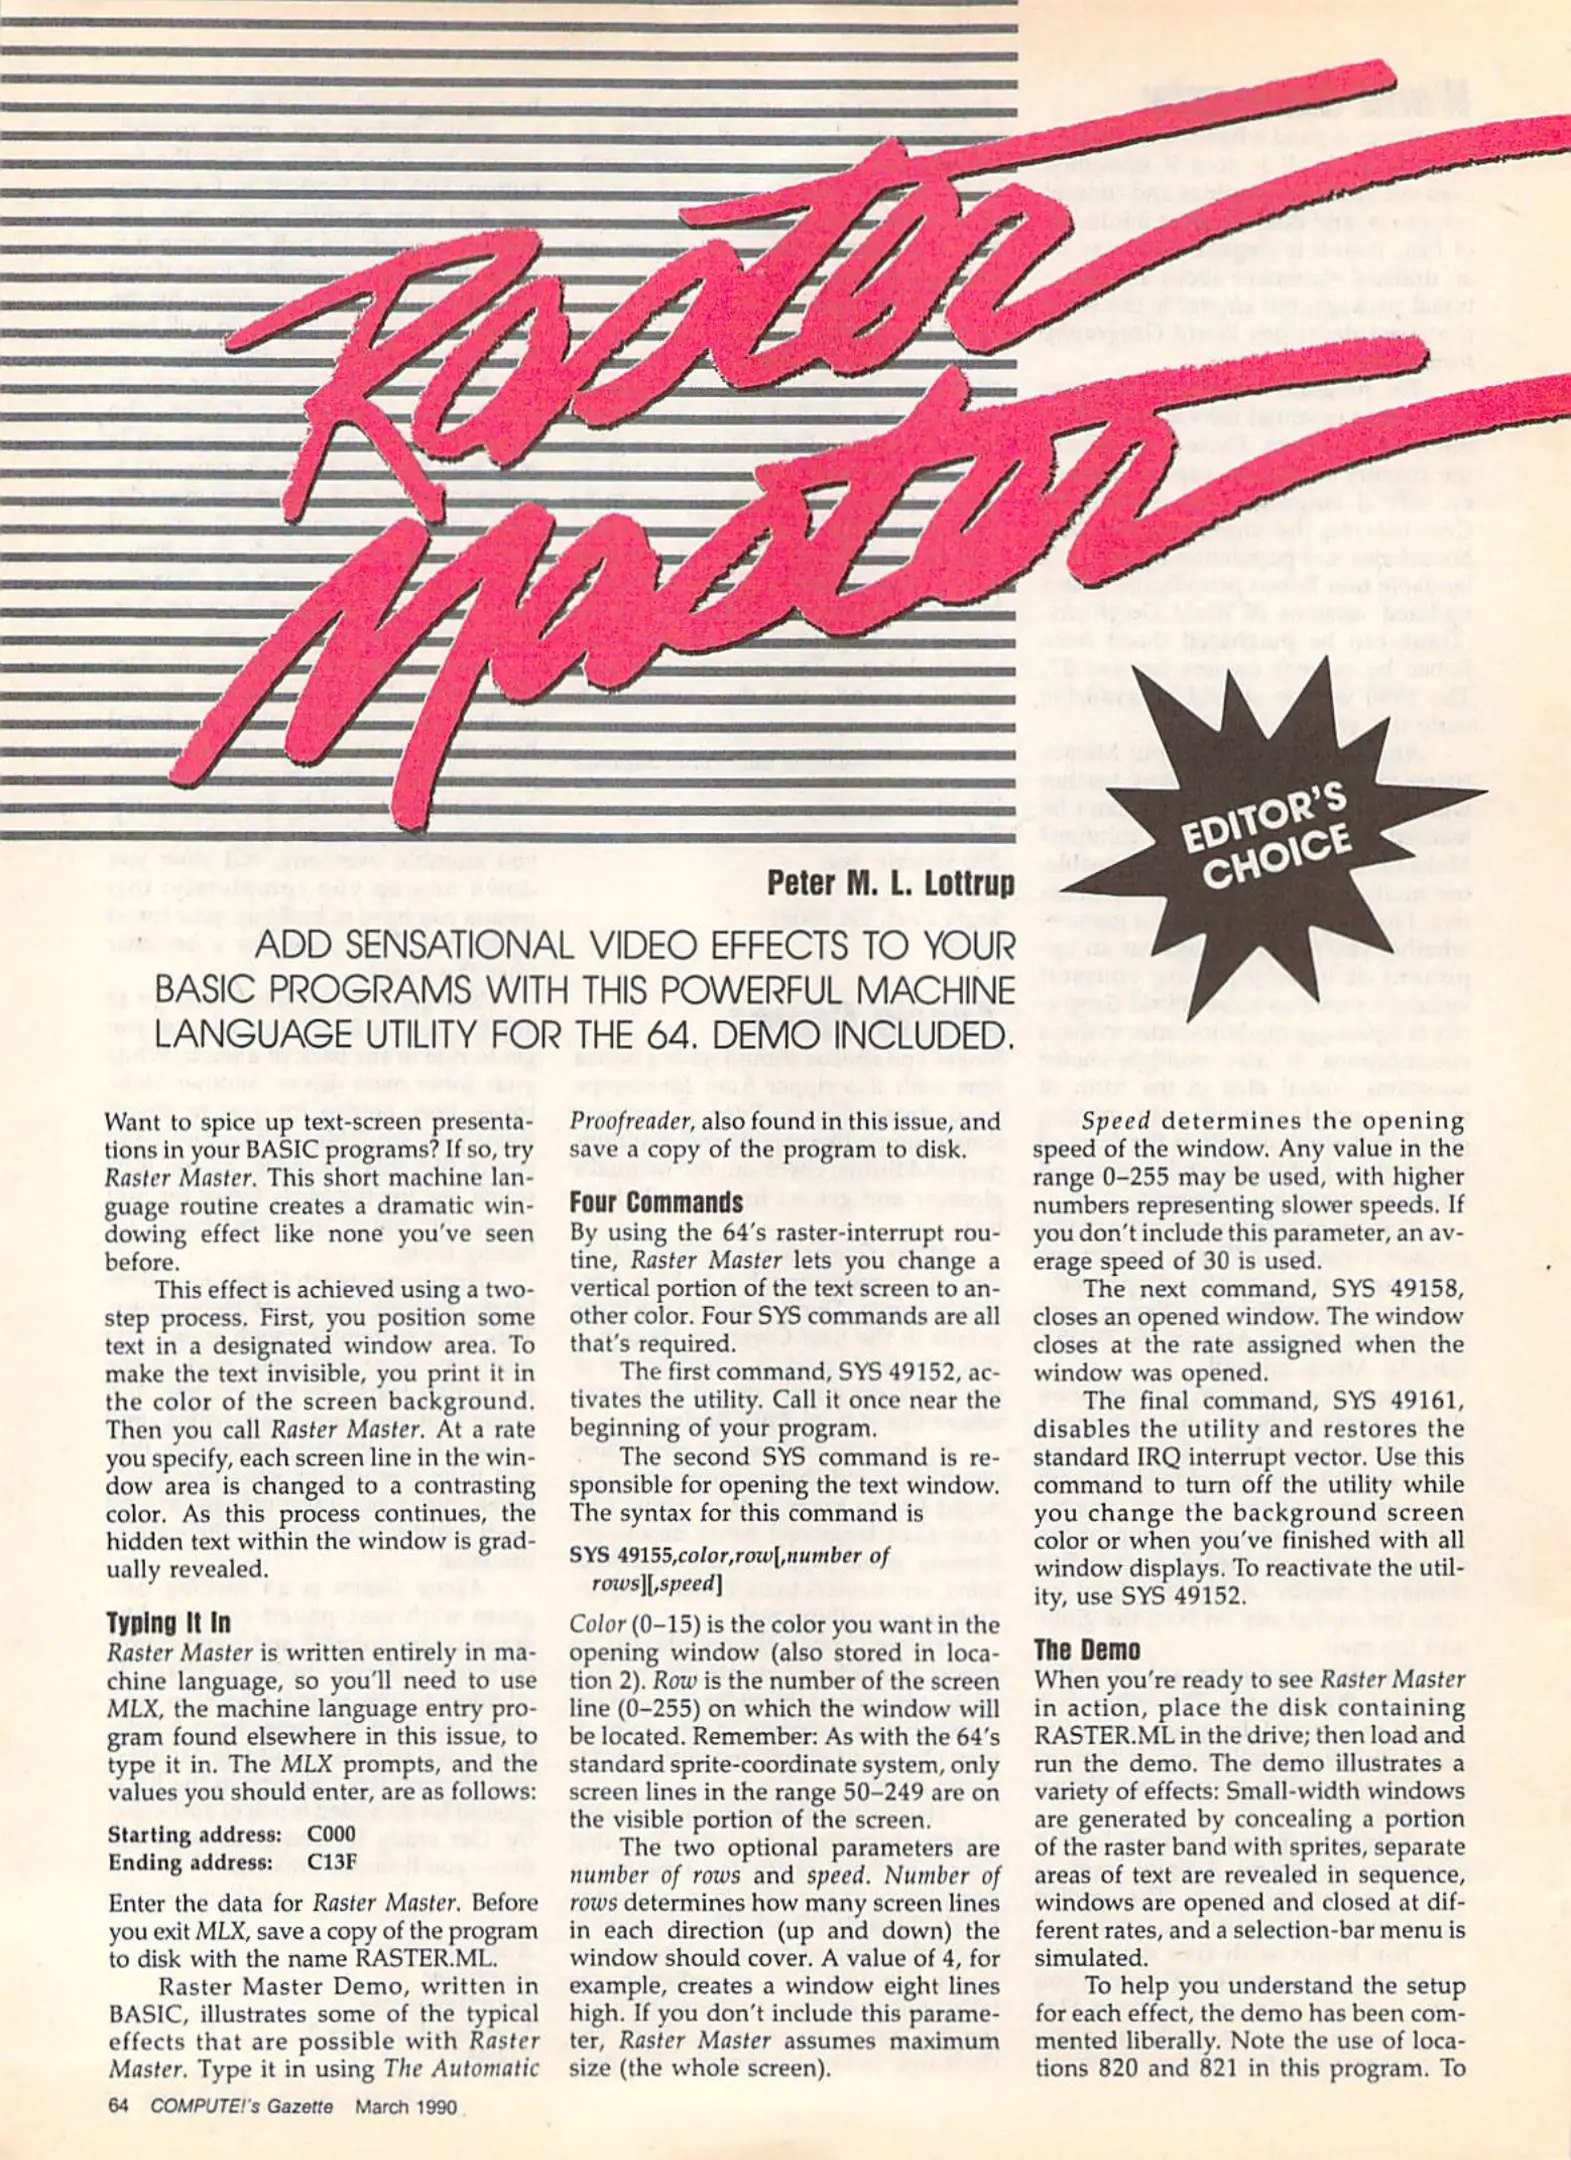 Raster
Master
EDITOR'S
CHOICE
Peter M. L. Lottrup
ADD SENSATIONAL VIDEO EFFECTS TO YOUR
BASIC PROGRAMS WITH THIS POWERFUL MACHINE
LANGUAGE UTILITY FOR THE 64. DEMO INCLUDED.
Want to spice up text-screen presenta-
tions in your BASIC programs? If so, try
Raster Master. This short machine lan-
guage routine creates a dramatic win-
dowing effect like none you've seen
before.
This effect is achieved using a two-
step process. First, you position some
text in a designated window area. To
make the text invisible, you print it in
the color of the screen background.
Then you call Raster Master. At a rate
you specify, each screen line in the win-
dow area is changed to a contrasting
color. As this process continues, the
hidden text within the window is grad-
ually revealed.
Typing It In
Raster Master is written entirely in ma-
chine language, so you'll need to use
MLX, the machine language entry pro-
gram found elsewhere in this issue, to
type it in. The MLX prompts, and the
values you should enter, are as follows:
Starting address: C000
Ending address: C13F
Enter the data for Raster Master. Before
you exit MLX, save a copy of the program
to disk with the name RASTER.ML.
Raster Master Demo, written in
BASIC, illustrates some of the typical
effects that are possible with Raster
Master. Type it in using The Automatic
Proofreader, also found in this issue, and
save a copy of the program to disk.
Four Commands
By using the 64's raster-interrupt rou-
tine, Raster Master lets you change a
vertical portion of the text screen to an-
other color. Four SYS commands are all
that's required.
The first command, SYS 49152, ac-
tivates the utility. Call it once near the
beginning of your program.
The second SYS command is re-
sponsible for opening the text window.
The syntax for this command is
SYS 49155,color,row[,number of
rows][,speed]
Color (0–15) is the color you want in the
opening window (also stored in loca-
tion 2). Row is the number of the screen
line (0–255) on which the window will
be located. Remember: As with the 64's
standard sprite-coordinate system, only
screen lines in the range 50–249 are on
the visible portion of the screen.
The two optional parameters are
number of rows and speed. Number of
rows determines how many screen lines
in each direction (up and down) the
window should cover. A value of 4, for
example, creates a window eight lines
high. If you don't include this parame-
ter, Raster Master assumes maximum
size (the whole screen).
Speed determines the opening
speed of the window. Any value in the
range 0–255 may be used, with higher
numbers representing slower speeds. If
you don't include this parameter, an av-
erage speed of 30 is used.
The next command, SYS 49158,
closes an opened window. The window
closes at the rate assigned when the
window was opened.
The final command, SYS 49161,
disables the utility and restores the
standard IRQ interrupt vector. Use this
command to turn off the utility while
you change the background screen
color or when you've finished with all
window displays. To reactivate the util-
ity, use SYS 49152.
The Demo
When you're ready to see Raster Master
in action, place the disk containing
RASTER.ML in the drive; then load and
run the demo. The demo illustrates a
variety of effects: Small-width windows
are generated by concealing a portion
of the raster band with sprites, separate
areas of text are revealed in sequence,
windows are opened and closed at dif-
ferent rates, and a selection-bar menu is
simulated.
To help you understand the setup
for each effect, the demo has been com-
mented liberally. Note the use of loca-
tions 820 and 821 in this program. To
64 COMPUTE!'s Gazette March 1990